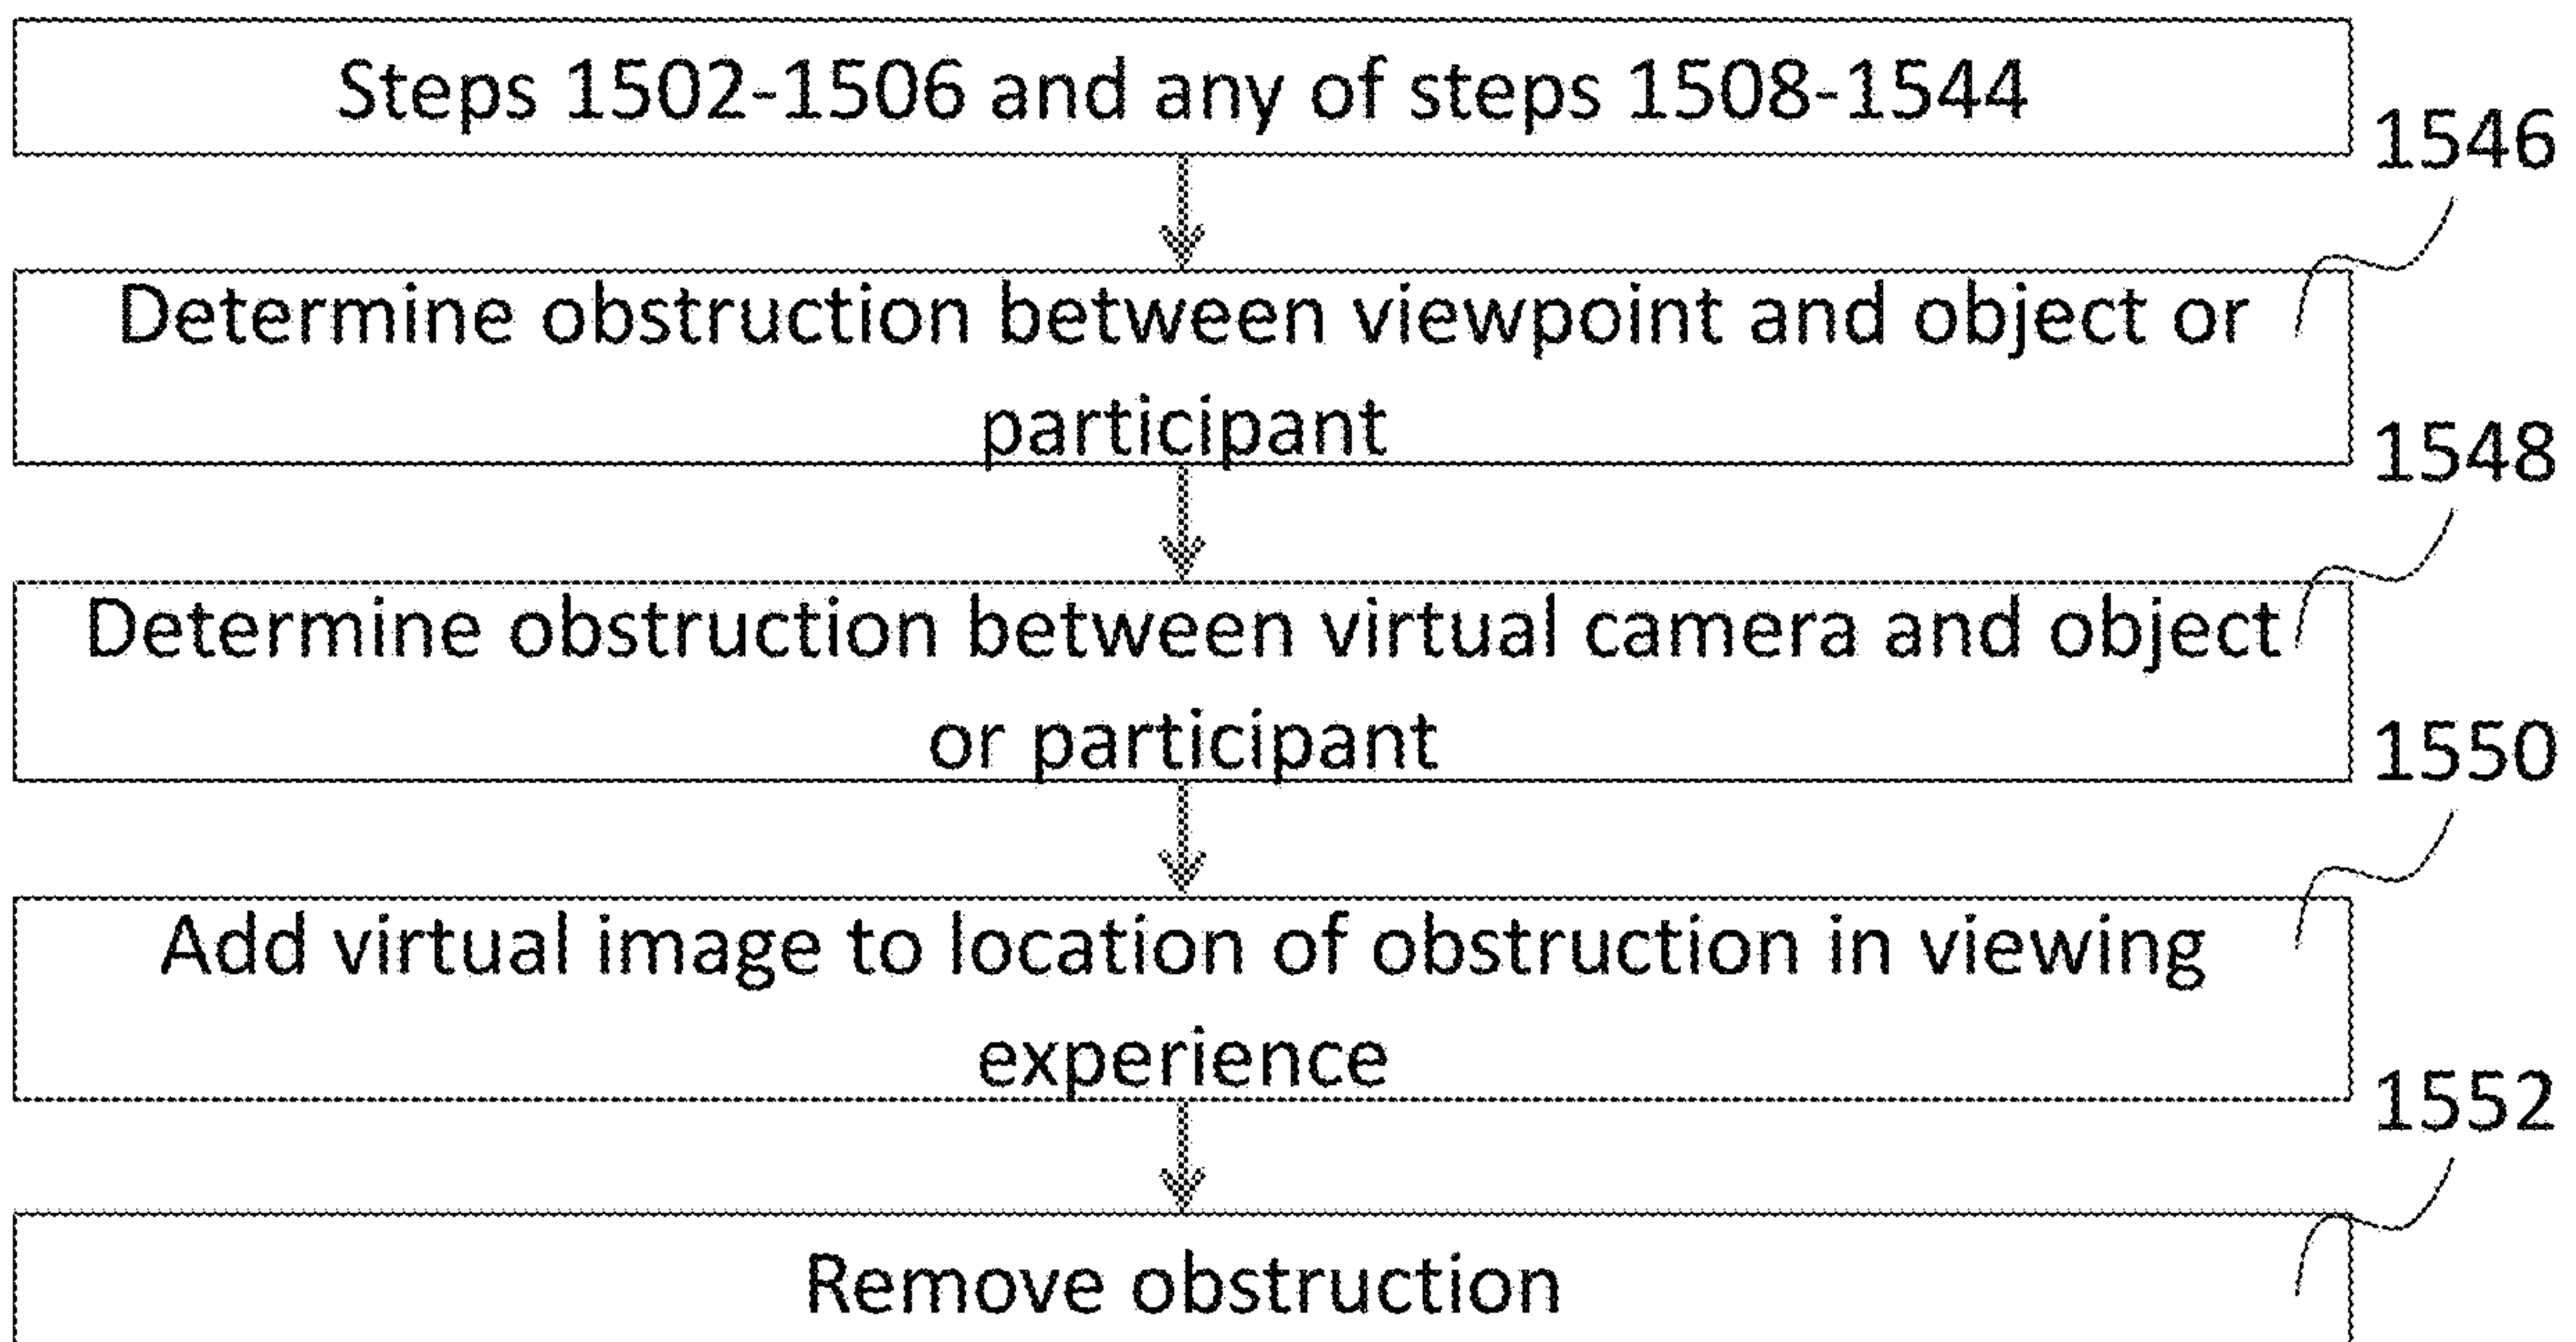 Steps 1502-1506 and any of steps 1508-1544
1546
Determine obstruction between viewpoint and object or
participant
1548
Determine obstruction between virtual camera and object
or participant
1550
Add virtual image to location of obstruction in viewing
experience
1552
Remove obstruction